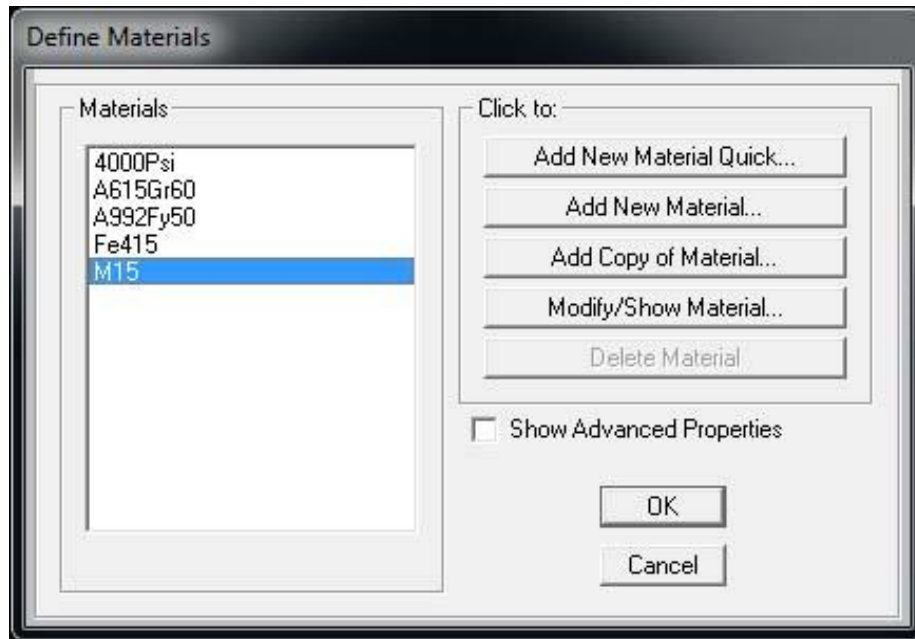 Define Materials
Materials
4000Psi
A615Gr60
A992Fy50
Fe415
M15
Click to:
Add New Material Quick...
Add New Material...
Add Copy of Material...
Modify/Show Material...
Delete Material
Show Advanced Properties
OK
Cancel